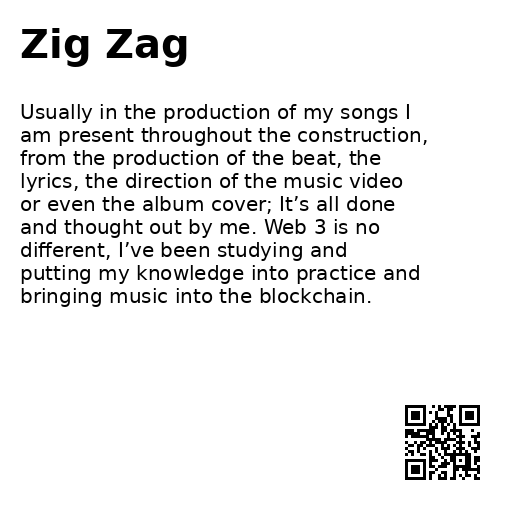 Zig Zag
Usually in the production of my songs I
am present throughout the construction,
from the production of the beat, the
lyrics, the direction of the music video
or even the album cover; It’s all done
and thought out by me. Web 3 is no
different, I’ve been studying and
putting my knowledge into practice and
bringing music into the blockchain.